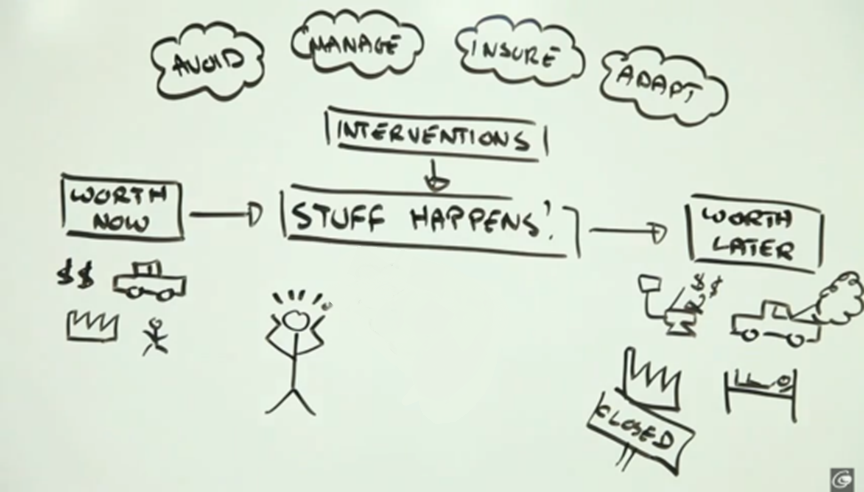 AVOID
MANAGE
INSURE
ADAPT
INTERVENTIONS
WORTH
NOW
STUFF HAPPENS!
WORTH
LATER
$$
$$
CLOSED